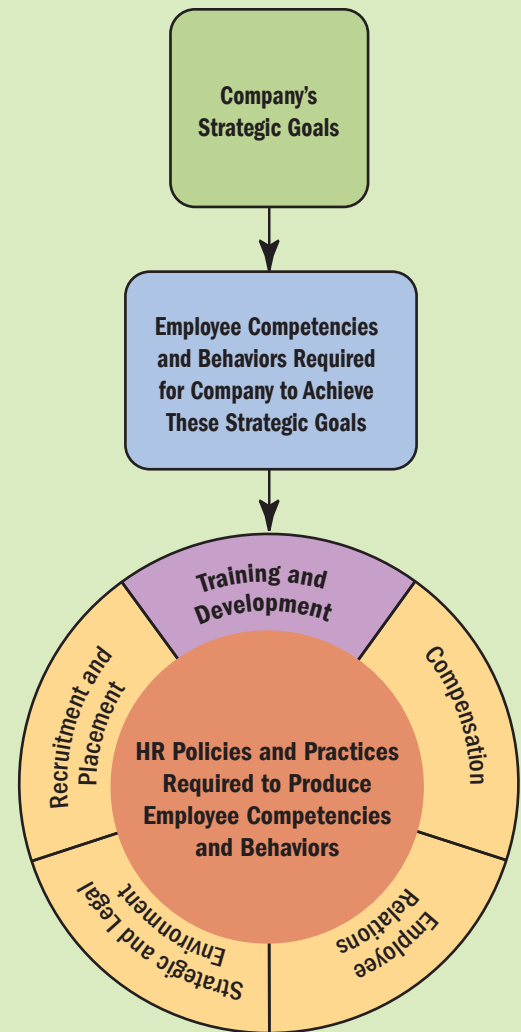 Company’s
Strategic Goals
Employee Competencies
and Behaviors Required
for Company to Achieve
These Strategic Goals
Training and
Development
Recruitment and
Placement
Compensation
HR Policies and Practices
Required to Produce
Employee Competencies
and Behaviors
Strategic and Legal
Environment
Employee
Relations